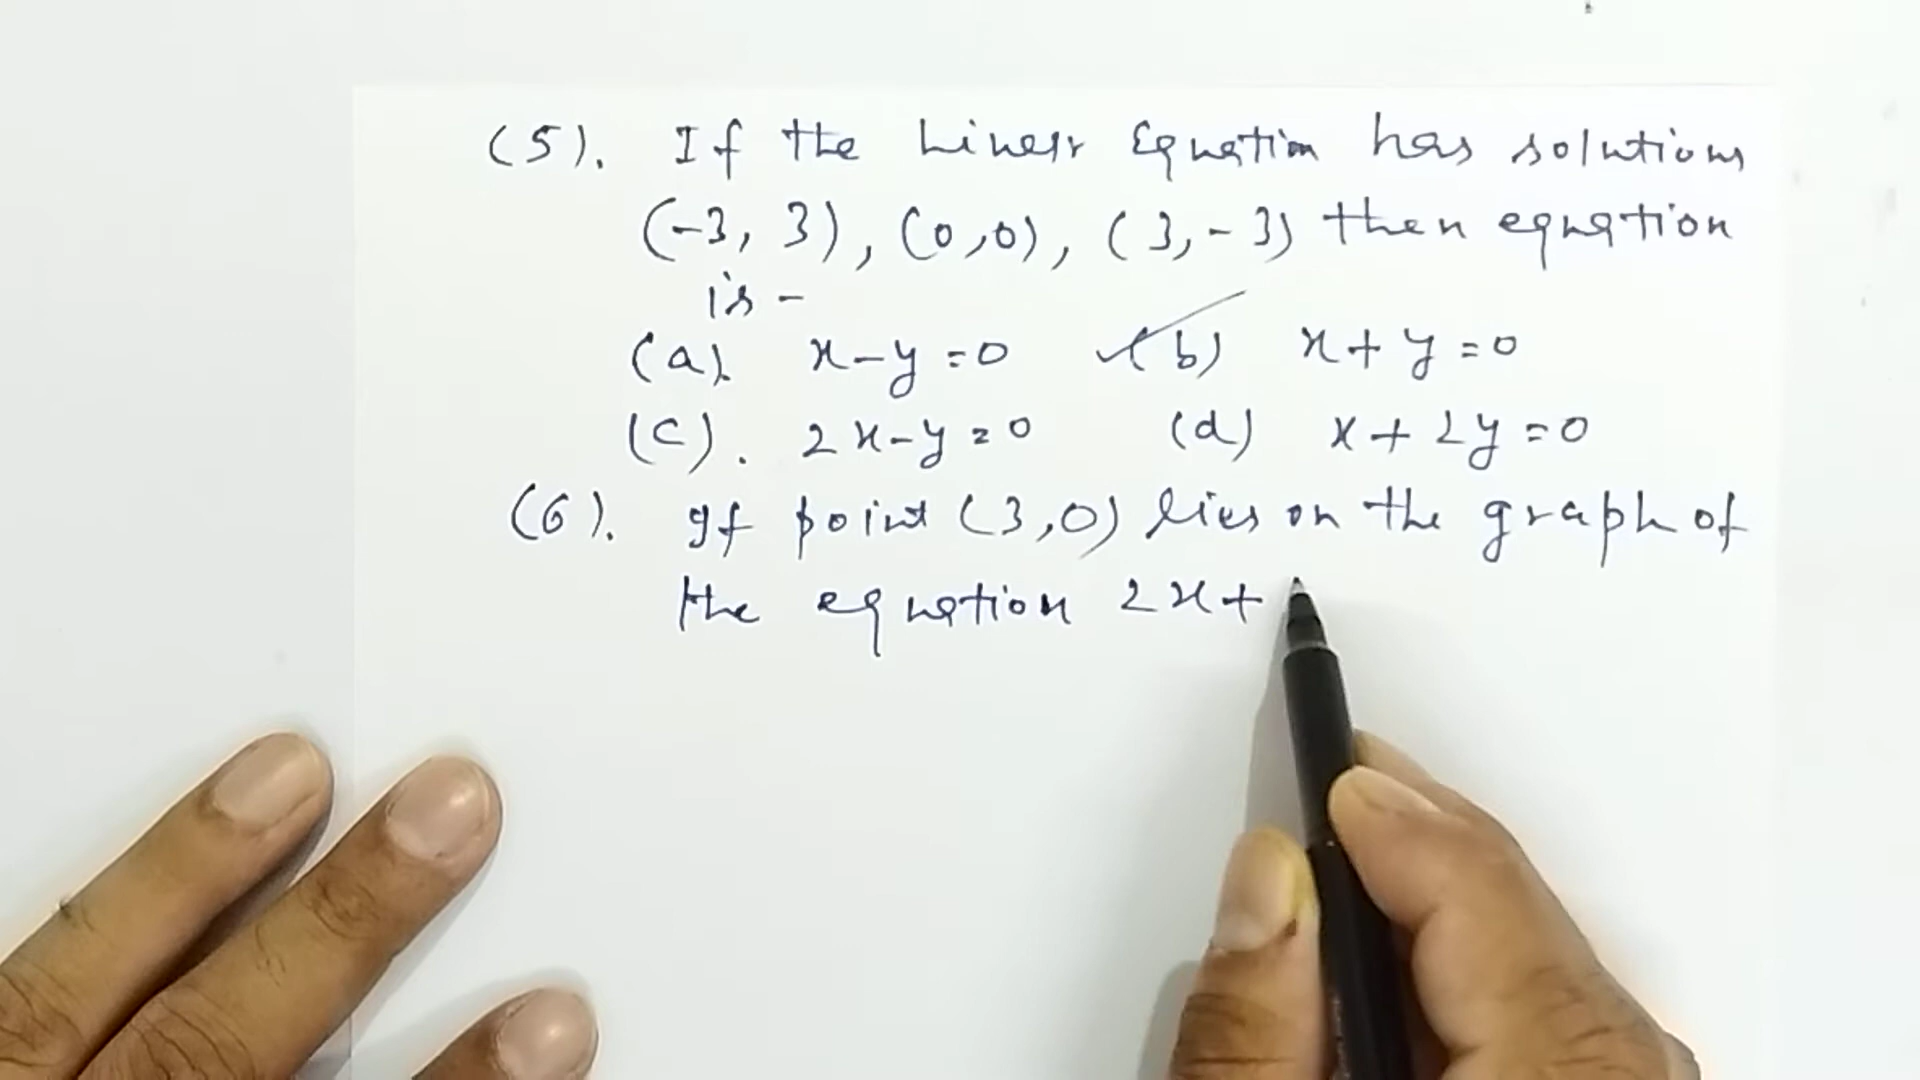 (5). If the Linear Equation has solutions
(-3, 3), (0,0), (3,-3) then equation
is -
(a). x-y=0 (b) x+y=0
(c). 2x-y=0 (d) x+2y=0
(6). If point (3,0) lies on the graph of
the equation 2x+